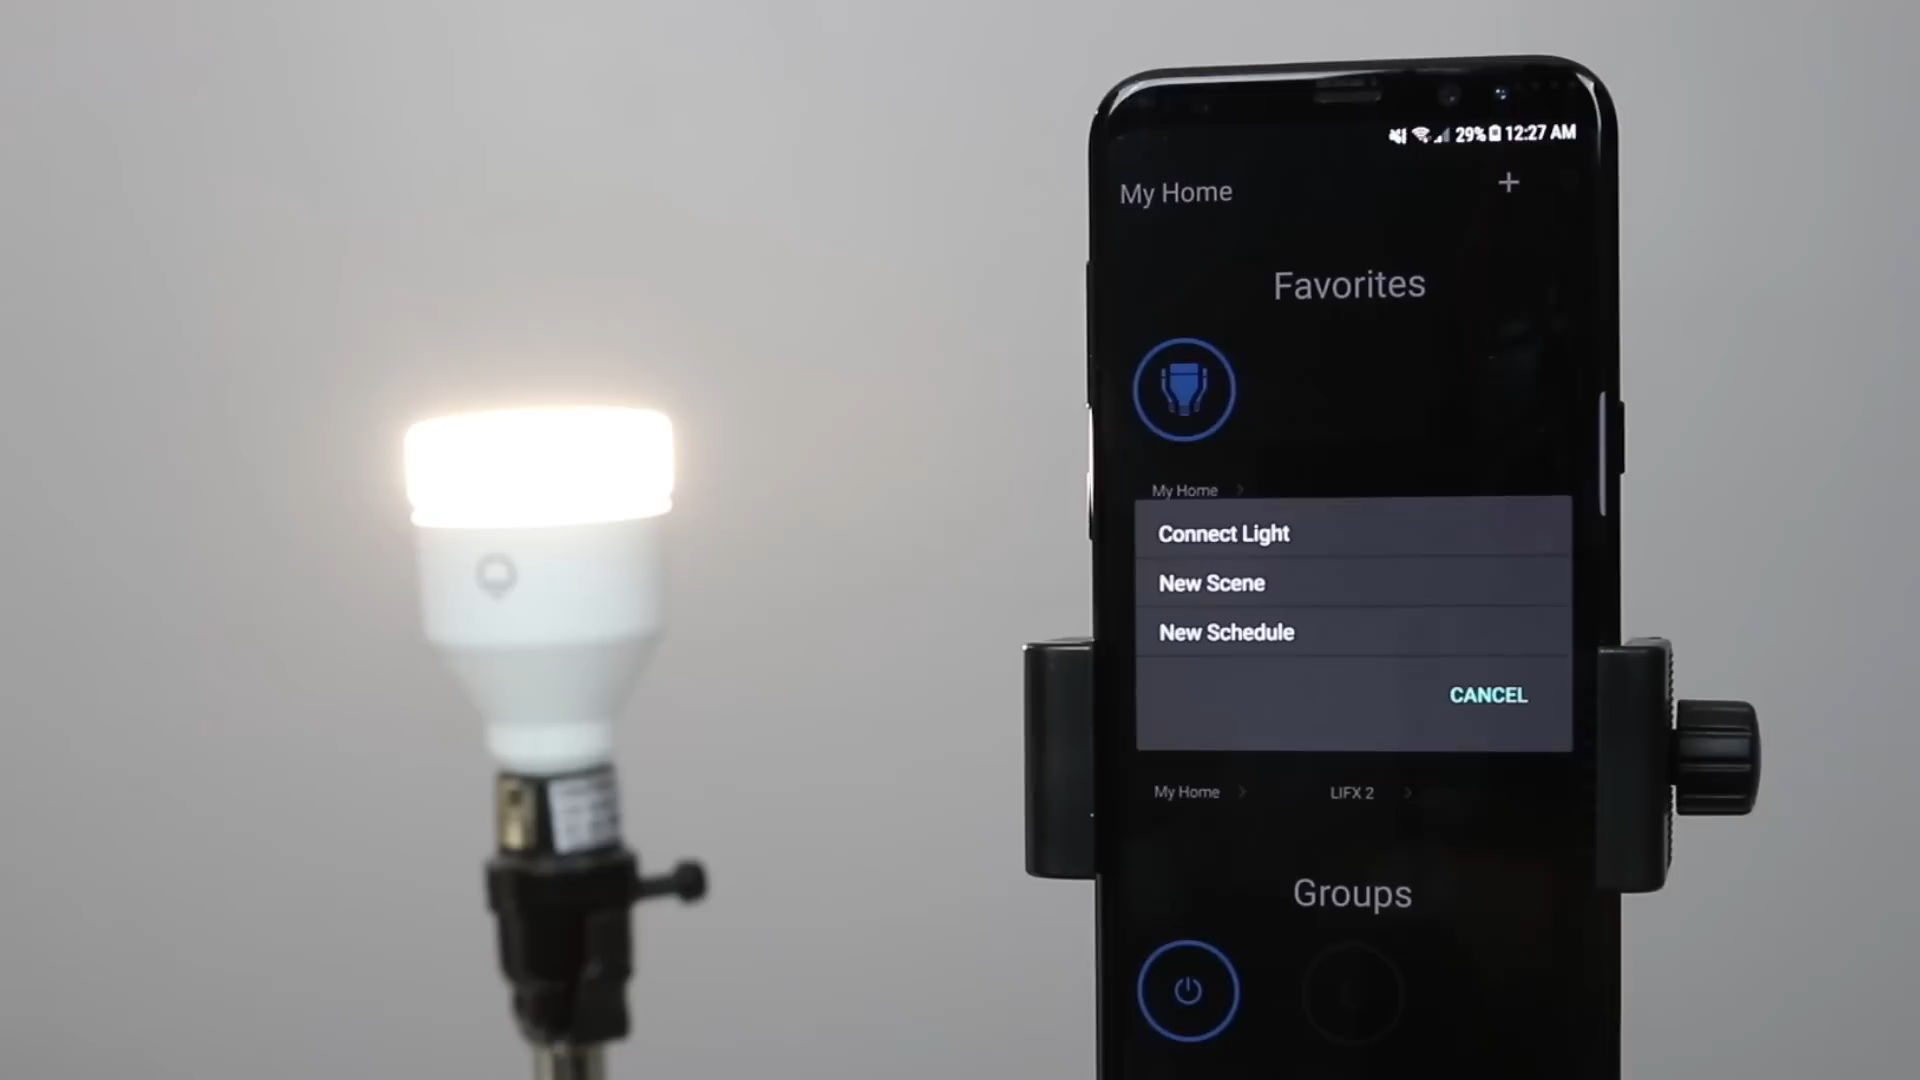 29% 12:27 AM
My Home +
Favorites
My Home >
Connect Light
New Scene
New Schedule
CANCEL
My Home > LIFX 2 >
Groups